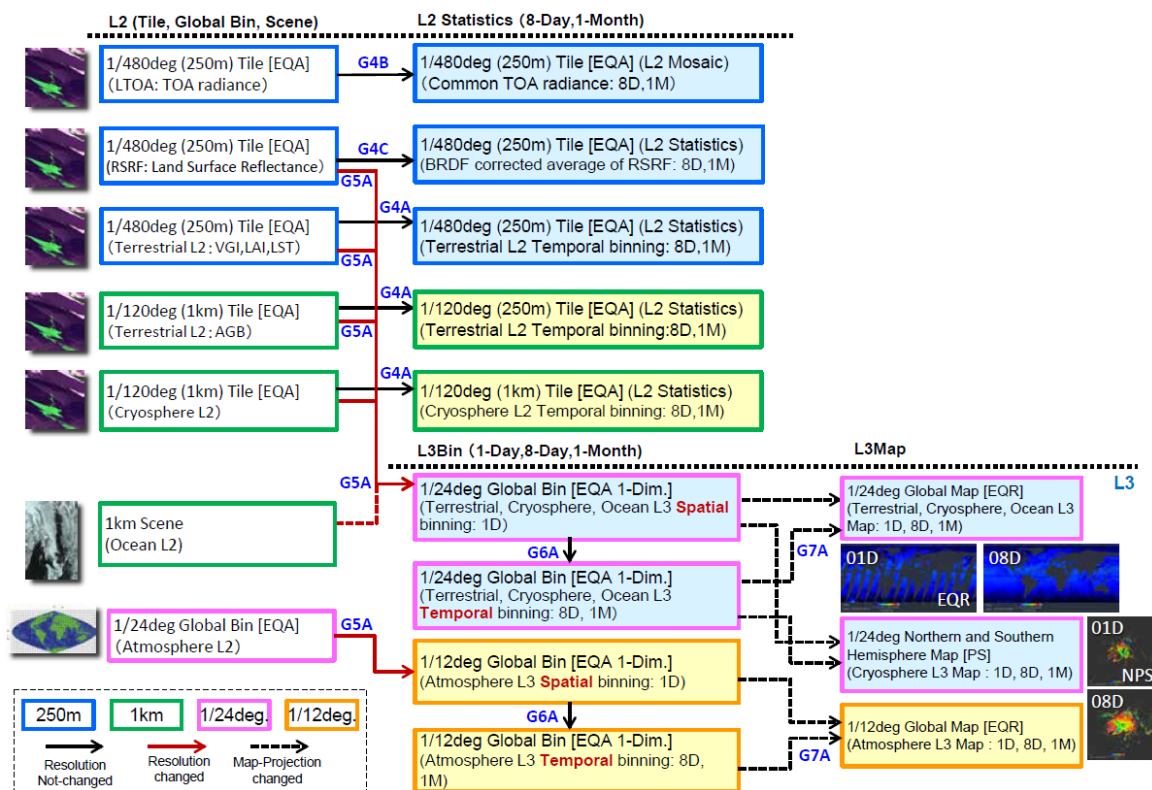 L2 (Tile, Global Bin, Scene)
L2 Statistics (8-Day,1-Month)
1/480deg (250m) Tile [EQA]
(LTOA: TOA radiance)
G4B
1/480deg (250m) Tile [EQA] (L2 Mosaic)
(Common TOA radiance: 8D,1M)
1/480deg (250m) Tile [EQA]
(RSRF: Land Surface Reflectance)
G4C
G5A
1/480deg (250m) Tile [EQA] (L2 Statistics)
(BRDF corrected average of RSRF: 8D,1M)
1/480deg (250m) Tile [EQA]
(Terrestrial L2：VGI,LAI,LST)
G4A
G5A
1/480deg (250m) Tile [EQA] (L2 Statistics)
(Terrestrial L2 Temporal binning: 8D,1M)
1/120deg (1km) Tile [EQA]
(Terrestrial L2：AGB)
G4A
G5A
1/120deg (250m) Tile [EQA] (L2 Statistics)
(Terrestrial L2 Temporal binning:8D,1M)
1/120deg (1km) Tile [EQA]
(Cryosphere L2)
G4A
1/120deg (1km) Tile [EQA] (L2 Statistics)
(Cryosphere L2 Temporal binning: 8D,1M)
L3Bin (1-Day,8-Day,1-Month)
L3Map
L3
G5A
1km Scene
(Ocean L2)
1/24deg Global Bin [EQA 1-Dim.]
(Terrestrial, Cryosphere, Ocean L3 Spatial
binning: 1D)
1/24deg Global Map [EQR]
(Terrestrial, Cryosphere, Ocean L3
Map: 1D, 8D, 1M)
G6A
G7A
01D
EQR
08D
1/24deg Global Bin [EQA 1-Dim.]
(Terrestrial, Cryosphere, Ocean L3
Temporal binning: 8D, 1M)
1/24deg Global Bin [EQA]
(Atmosphere L2)
G5A
1/24deg Northern and Southern
Hemisphere Map [PS]
(Cryosphere L3 Map : 1D, 8D, 1M)
01D
NPS
08D
1/12deg Global Bin [EQA 1-Dim.]
(Atmosphere L3 Spatial binning: 1D)
G6A
1/12deg Global Bin [EQA 1-Dim.]
(Atmosphere L3 Temporal binning: 8D,
1M)
G7A
1/12deg Global Map [EQR]
(Atmosphere L3 Map : 1D, 8D, 1M)
250m
1km
1/24deg.
1/12deg.
Resolution
Not-changed
Resolution
changed
Map-Projection
changed